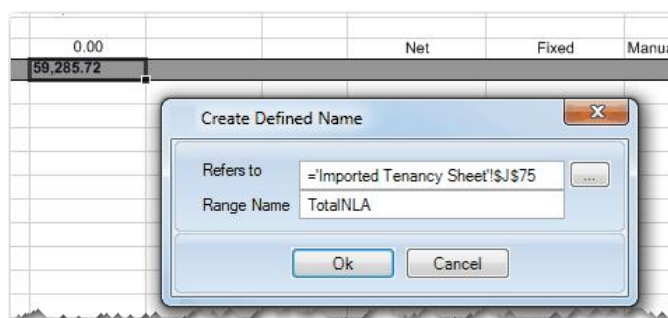 0.00 Net Fixed Manua
59,285.72
Create Defined Name
Refers to ='Imported Tenancy Sheet'!$J$75 ...
Range Name TotalNLA
Ok Cancel